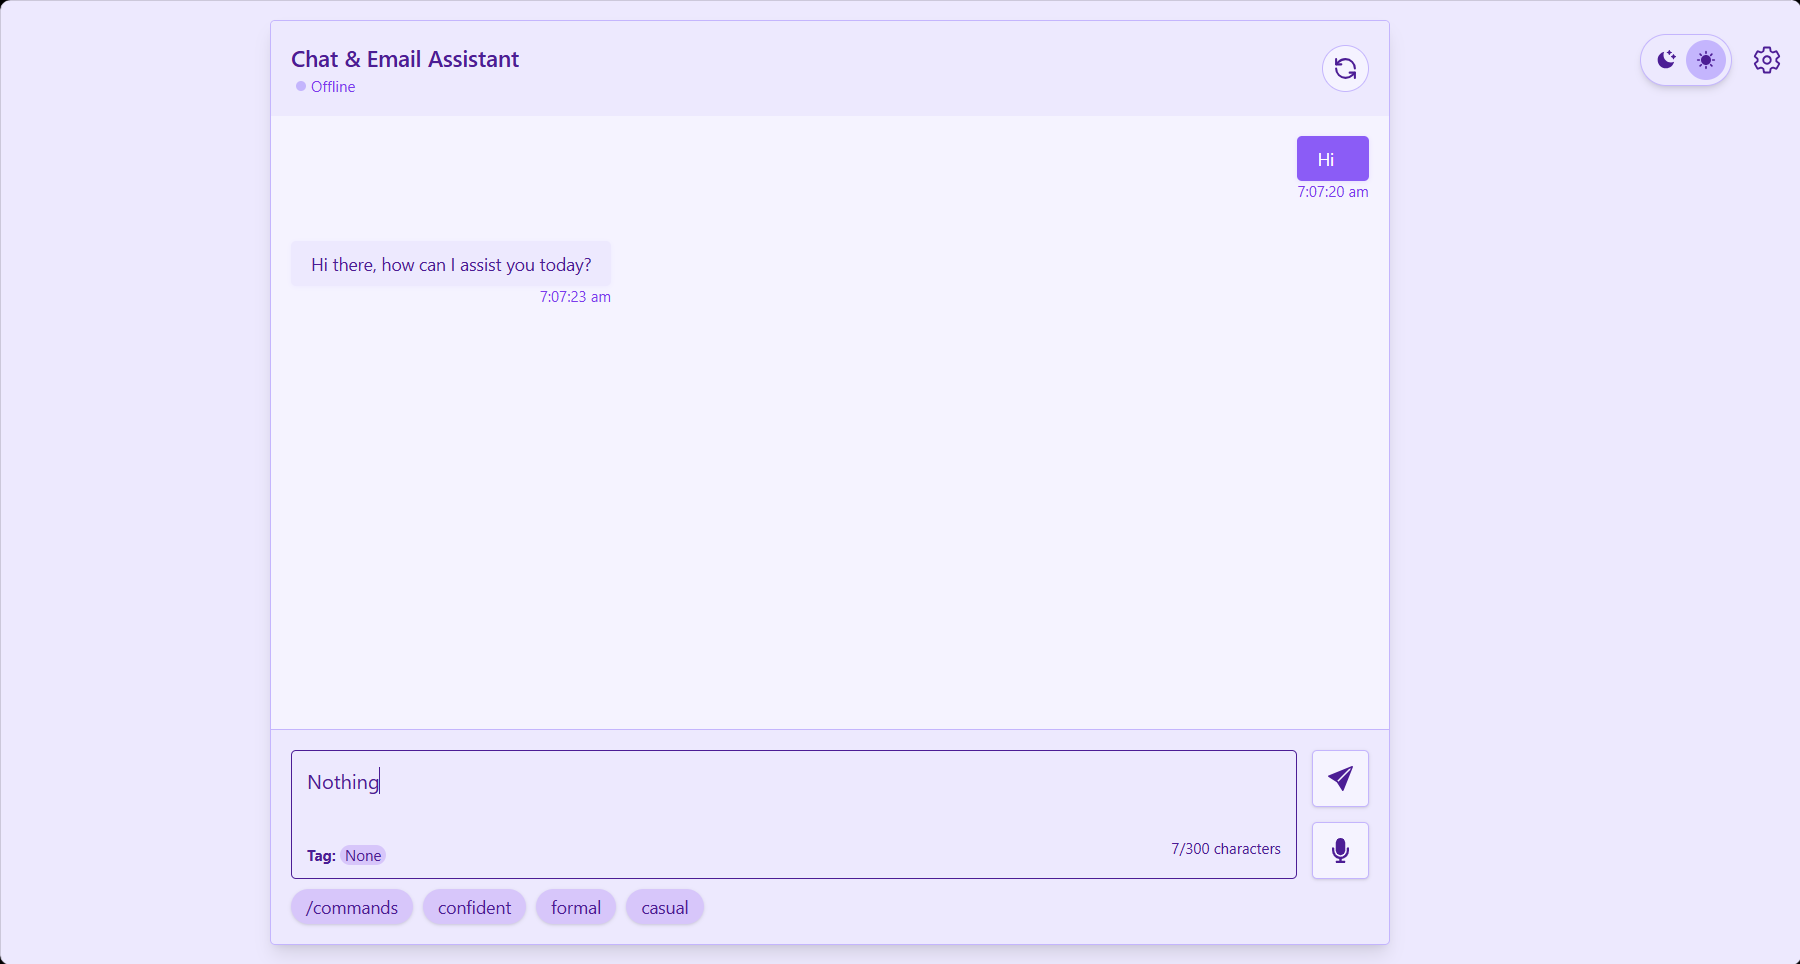 Chat & Email Assistant
Offline
Hi
7:07:20 am
Hi there, how can I assist you today?
7:07:23 am
Nothing
Tag: None
7/300 characters
/commands confident formal casual